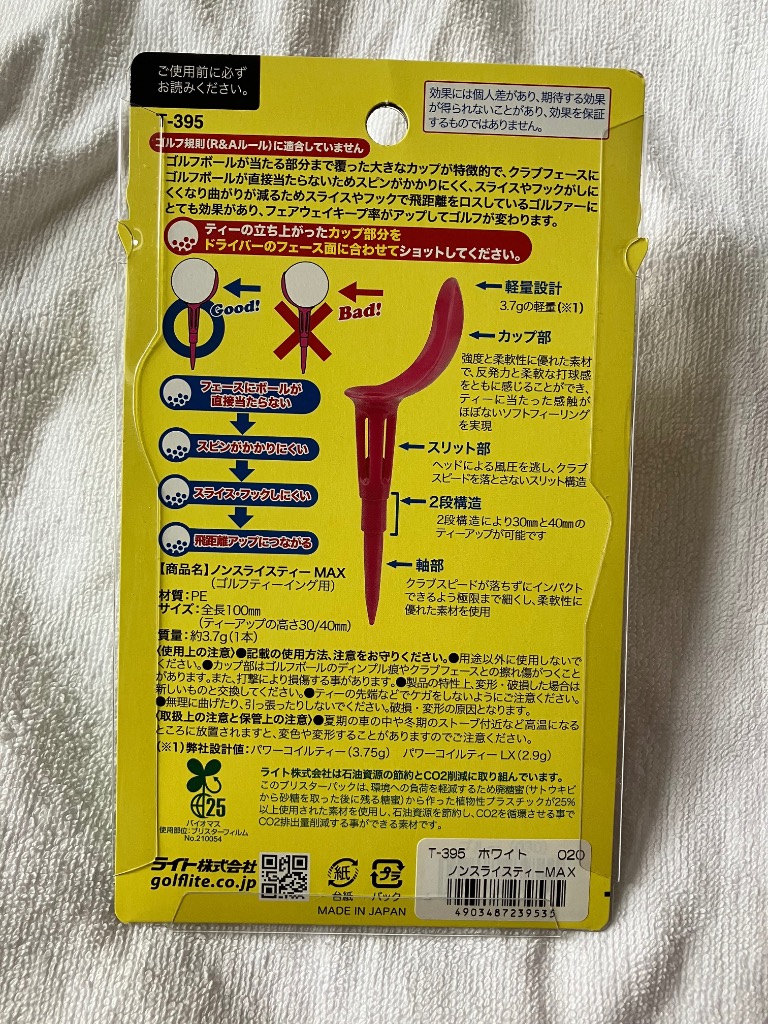 ご使用前に必ず
お読みください。
効果には個人差があり、期待する効果
が得られないことがあり、効果を保証
するものではありません。
T-395
ゴルフ規則(R&Aルール)に適合していません
ゴルフボールが当たる部分まで覆った大きなカップが特徴的で、クラブフェースに
ゴルフボールが直接当たらないためスピンがかかりにくく、スライスやフックがしに
くくなり曲がりが減るためスライスやフックで飛距離をロスしているゴルファーに
とても効果があり、フェアウェイキープ率がアップしてゴルフが変わります。
ティーの立ち上がったカップ部分を
ドライバーのフェース面に合わせてショットしてください。
Good!
Bad!
フェースにボールが
直接当たらない
スピンがかかりにくい
スライス・フックしにくい
飛距離アップにつながる
軽量設計
3.7gの軽量(※1)
カップ部
強度と柔軟性に優れた素材
で、反発力と柔軟な打球感
をともに感じることができ、
ティーに当たった感触が
ほぼないソフトフィーリング
を実現
スリット部
ヘッドによる風圧を逃し、クラブ
スピードを落とさないスリット構造
2段構造
2段構造により30mmと40mmの
ティーアップが可能です
軸部
クラブスピードが落ちずにインパクト
できるよう極限まで細くし、柔軟性に
優れた素材を使用
【商品名】ノンスライスティー MAX
(ゴルフティーイング用)
材質:PE
サイズ:全長100mm
(ティーアップの高さ30/40mm)
質量:約3.7g(1本)
〈使用上の注意〉●記載の使用方法、注意をお守りください。●用途以外に使用しないで
ください。●カップ部はゴルフボールのディンプル痕やクラブフェースとの擦れ傷がつくこと
があります。また、打撃により損傷する事があります。●製品の特性上、変形・破損した場合は
新しいものと交換してください。●ティーの先端などでケガをしないようにご注意ください。
●無理に曲げたり、引っ張ったりしないでください。破損・変形の原因となります。
〈取扱上の注意と保管上の注意〉●夏期の車の中や冬期のストーブ付近など高温になる
ところに放置されますと、変色や変形することがありますのでご注意ください。
(※1)弊社設計値:パワーコイルティー(3.75g) パワーコイルティー LX(2.9g)
25
バイオマス
使用部位:ブリスターフィルム
No.210054
ライト株式会社は石油資源の節約とCO2削減に取り組んでいます。
このブリスターパックは、環境への負荷を軽減するため廃糖蜜(サトウキビ
から砂糖を取った後に残る糖蜜)から作った植物性プラスチックが25%
以上使用された素材を使用し、石油資源を節約し、CO2を循環させる事で
CO2排出量削減する事ができる素材です。
ライト株式会社
golflite.co.jp
紙
台紙
プラ
パック
MADE IN JAPAN
T-395 ホワイト 020
ノンスライスティーMAX
4903487239535